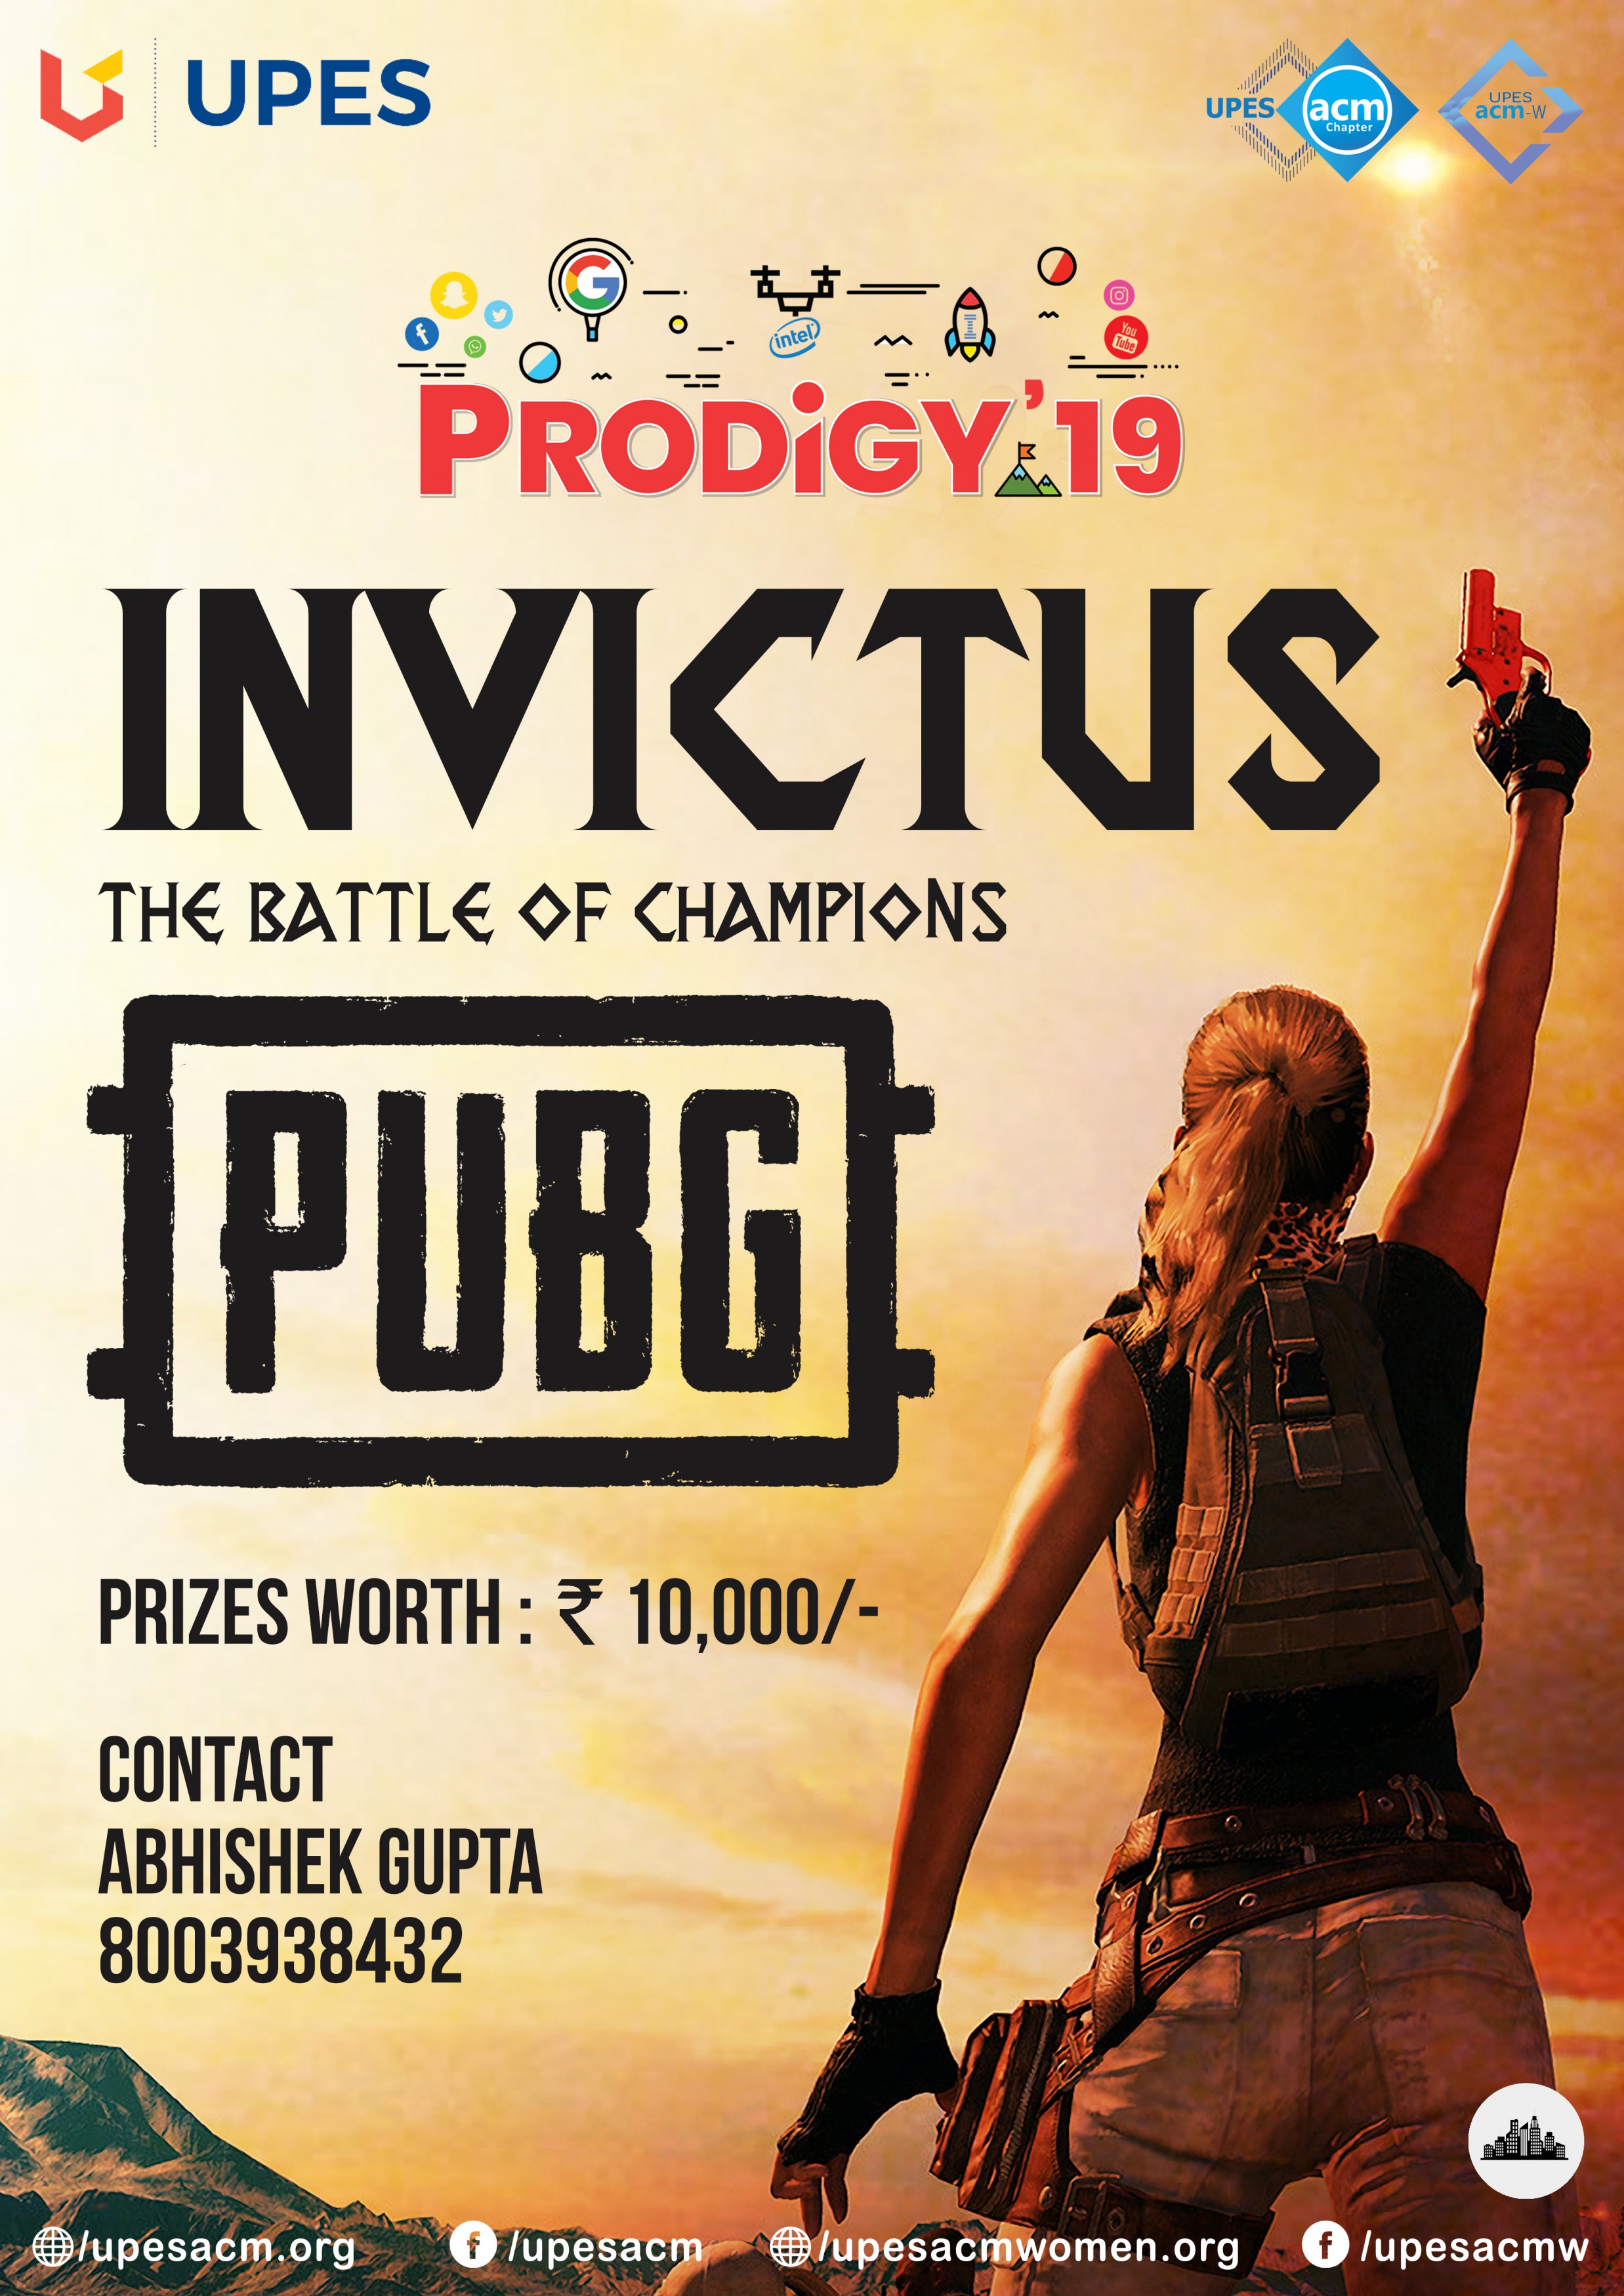 UPES
UPES acm Chapter
UPES
acm-W
G
intel
You
Tube
PRODiGY'19
INVICTUS
THE BATTLE OF CHAMPIONS
PUBG
PRIZES WORTH : ₹ 10,000/-
CONTACT
ABHISHEK GUPTA
8003938432
/upesacm.org f /upesacm /upesacmwomen.org f /upesacmw